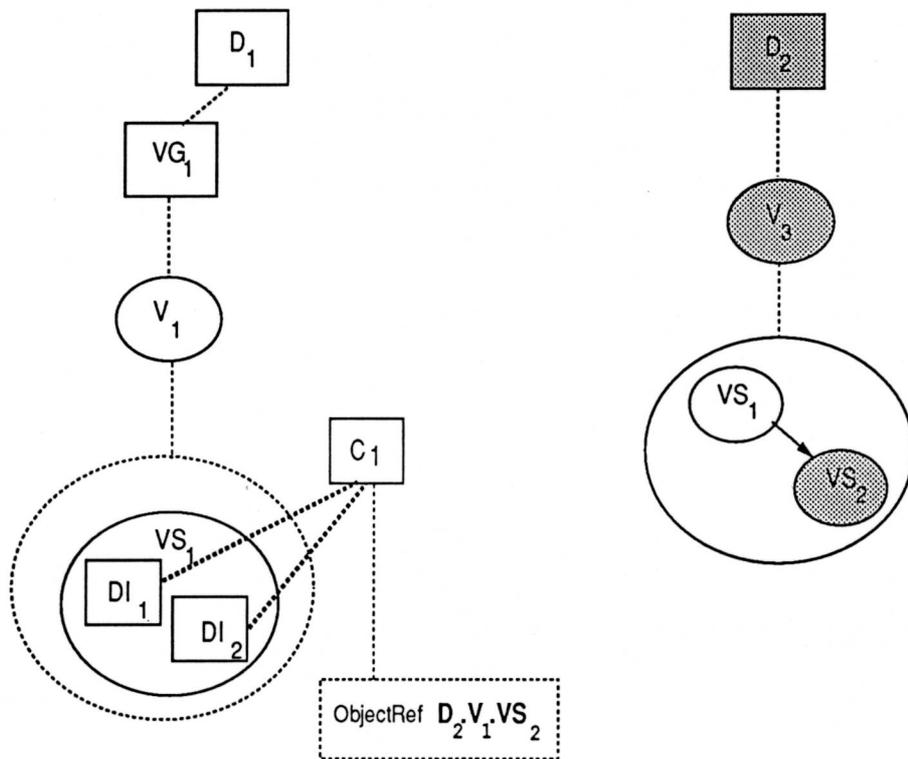 D₁
VG₁
V₁
C₁
VS₁
DI₁
DI₂
ObjectRef D₂.V₁.VS₂
D₂
V₃
VS₁
VS₂